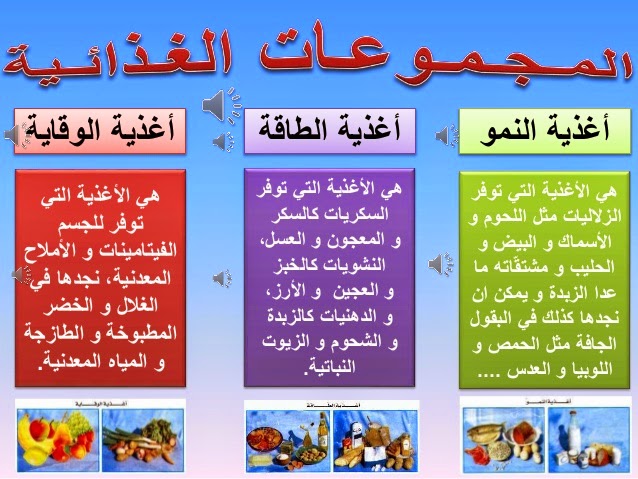 المجموعات الغذائية
أغذية النمو
هي الأغذية التي توفر
الزلاليات مثل اللحوم و
الأسماك و البيض و
الحليب و مشتقّاته ما
عدا الزبدة و يمكن ان
نجدها كذلك في البقول
الجافة مثل الحمص و
اللوبيا و العدس ....
أغذية النمو
أغذية الطاقة
هي الأغذية التي توفر
السكريات كالسكر
و المعجون و العسل،
النشويات كالخبز
و العجين و الأرز،
و الدهنيات كالزبدة
و الشحوم و الزيوت
النباتية.
أغذية الطاقة
أغذية الوقاية
هي الأغذية التي
توفر للجسم
الفيتامينات و الأملاح
المعدنية، نجدها في
الغلال و الخضر
المطبوخة و الطازجة
و المياه المعدنية.
أغذية الوقاية